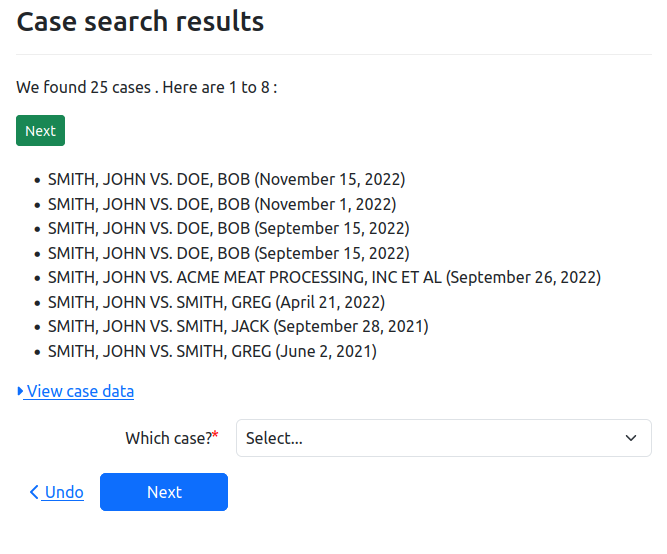 Case search results
We found 25 cases . Here are 1 to 8 :
Next
SMITH, JOHN VS. DOE, BOB (November 15, 2022)
SMITH, JOHN VS. DOE, BOB (November 1, 2022)
SMITH, JOHN VS. DOE, BOB (September 15, 2022)
SMITH, JOHN VS. DOE, BOB (September 15, 2022)
SMITH, JOHN VS. ACME MEAT PROCESSING, INC ET AL (September 26, 2022)
SMITH, JOHN VS. SMITH, GREG (April 21, 2022)
SMITH, JOHN VS. SMITH, JACK (September 28, 2021)
SMITH, JOHN VS. SMITH, GREG (June 2, 2021)
View case data
Which case?* Select...
Undo Next